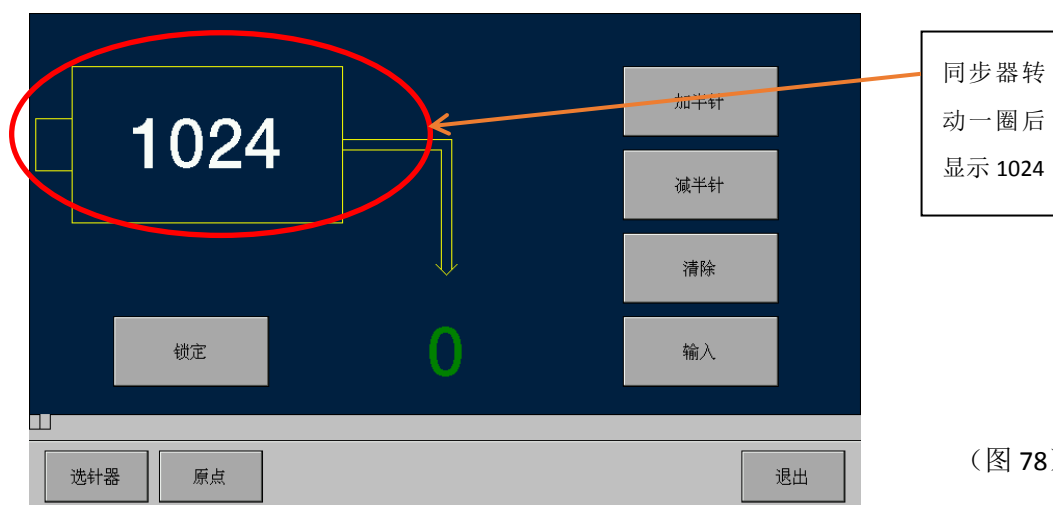 1024
加半针
减半针
清除
锁定
0
输入
选针器
原点
退出
同步器转
动一圈后
显示 1024
（图 78）